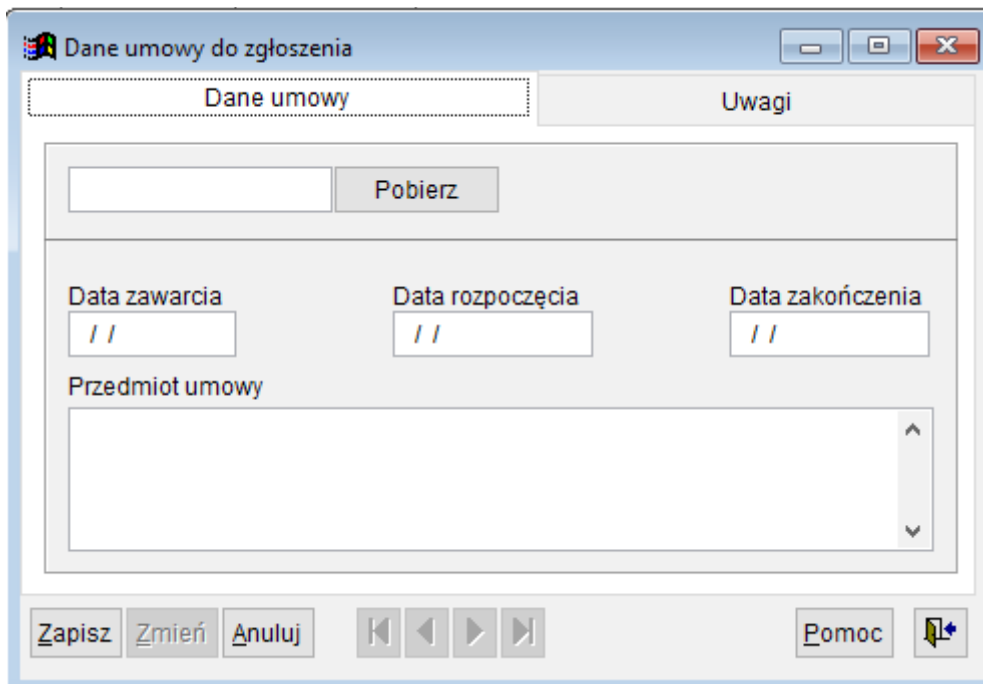 Dane umowy do zgłoszenia
Dane umowy Uwagi
Pobierz
Data zawarcia Data rozpoczęcia Data zakończenia
/ / / / / /
Przedmiot umowy
Zapisz Zmień Anuluj Pomoc